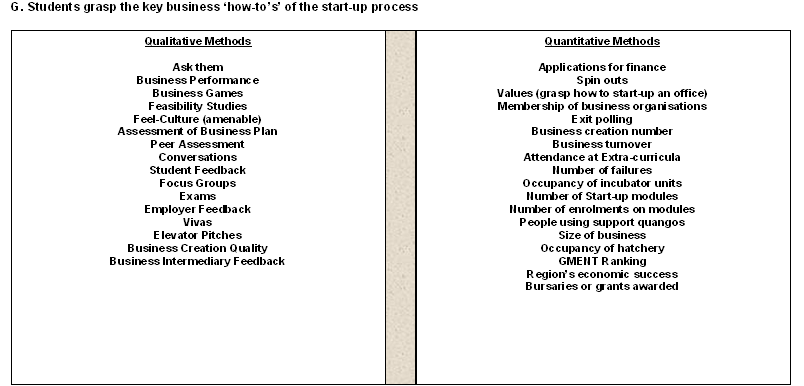 G. Students grasp the key business ‘how-to’s’ of the start-up process
Qualitative Methods
Ask them
Business Performance
Business Games
Feasibility Studies
Feel-Culture (amenable)
Assessment of Business Plan
Peer Assessment
Conversations
Student Feedback
Focus Groups
Exams
Employer Feedback
Vivas
Elevator Pitches
Business Creation Quality
Business Intermediary Feedback
Quantitative Methods
Applications for finance
Spin outs
Values (grasp how to start-up an office)
Membership of business organisations
Exit polling
Business creation number
Business turnover
Attendance at Extra-curricula
Number of failures
Occupancy of incubator units
Number of Start-up modules
Number of enrolments on modules
People using support quangos
Size of business
Occupancy of hatchery
GMENT Ranking
Region’s economic success
Bursaries or grants awarded